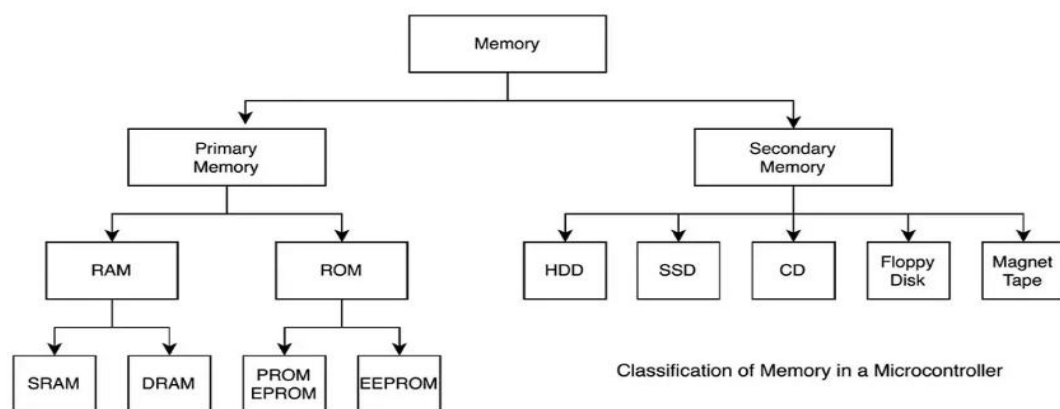 Memory
Primary
Memory
Secondary
Memory
RAM
ROM
HDD
SSD
CD
Floppy
Disk
Magnet
Tape
SRAM
DRAM
PROM
EPROM
EEPROM
Classification of Memory in a Microcontroller